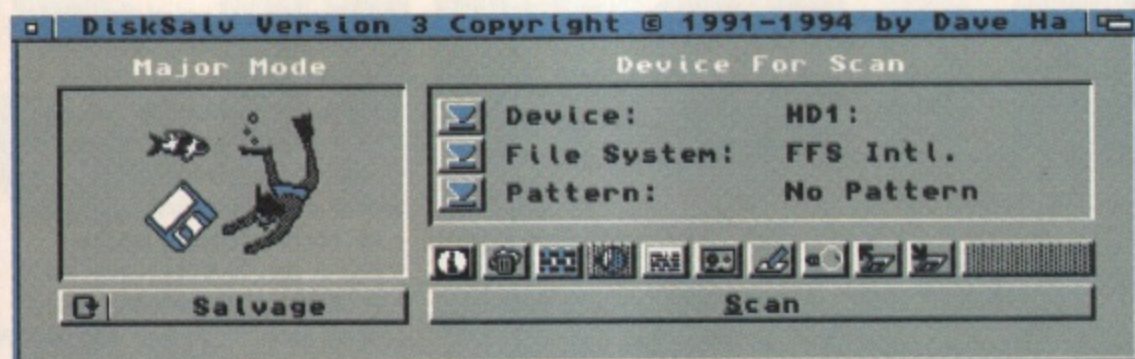 DiskSalv Version 3 Copyright © 1991-1994 by Dave Ha
Major Mode
Device For Scan
Device: HD1:
File System: FFS Intl.
Pattern: No Pattern
Salvage
Scan